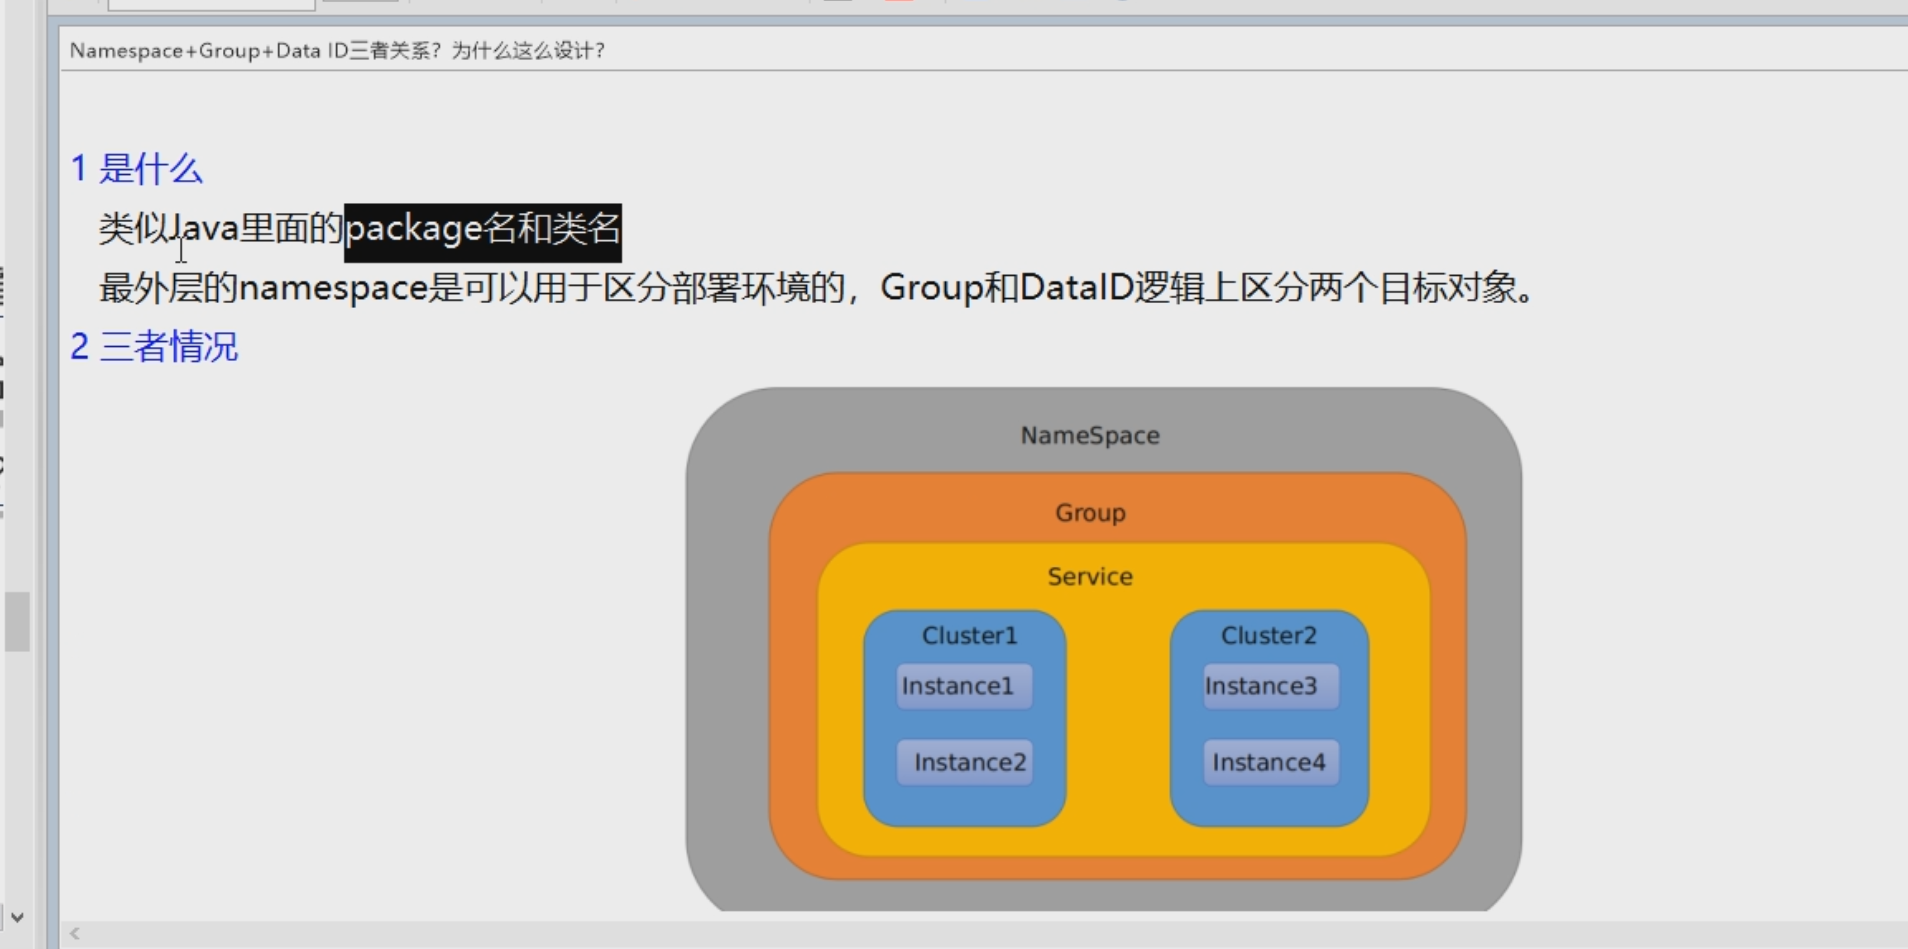 Namespace+Group+Data ID三者关系？为什么这么设计？
1 是什么
类似Java里面的package名和类名
最外层的namespace是可以用于区分部署环境的，Group和DataID逻辑上区分两个目标对象。
2 三者情况
NameSpace
Group
Service
Cluster1
Instance1
Instance2
Cluster2
Instance3
Instance4